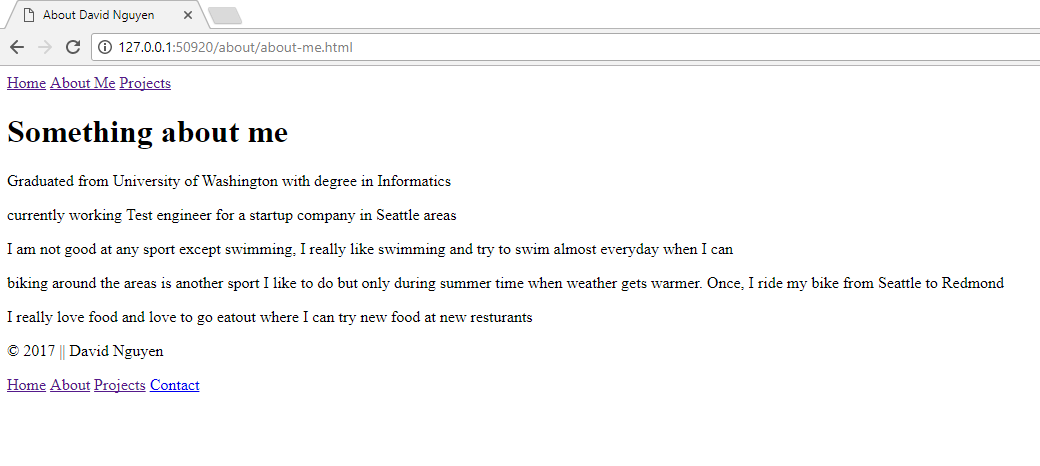 About David Nguyen
127.0.0.1:50920/about/about-me.html
Home About Me Projects
Something about me
Graduated from University of Washington with degree in Informatics
currently working Test engineer for a startup company in Seattle areas
I am not good at any sport except swimming, I really like swimming and try to swim almost everyday when I can
biking around the areas is another sport I like to do but only during summer time when weather gets warmer. Once, I ride my bike from Seattle to Redmond
I really love food and love to go eatout where I can try new food at new resturants
© 2017 || David Nguyen
Home About Projects Contact